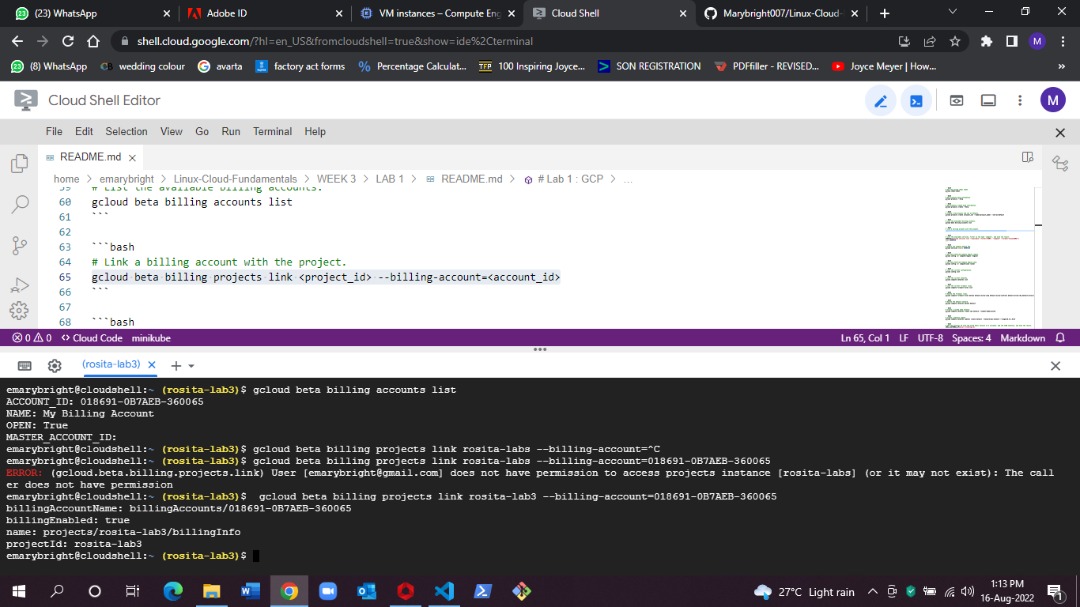 (23) WhatsApp
Adobe ID
VM instances – Compute Eng
Cloud Shell
Marybright007/Linux-Cloud-
shell.cloud.google.com/?hl=en_US&fromcloudshell=true&show=ide%2Cterminal
(8) WhatsApp
wedding colour
avarta
factory act forms
Percentage Calculat...
100 Inspiring Joyce...
SON REGISTRATION
PDFfiller - REVISED...
Joyce Meyer | How...
»
Cloud Shell Editor
M
File Edit Selection View Go Run Terminal Help
README.md
home > emarybright > Linux-Cloud-Fundamentals > WEEK 3 > LAB 1 > README.md > # Lab 1 : GCP > ...
59 # List the available billing accounts.
60 gcloud beta billing accounts list
61 ```
62
63 ```bash
64 # Link a billing account with the project.
65 gcloud beta billing projects link <project_id> --billing-account=<account_id>
66 ```
67
68 ```bash
0 0 Cloud Code minikube
Ln 65, Col 1 LF UTF-8 Spaces: 4 Markdown
(rosita-lab3)
emarybright@cloudshell:~ (rosita-lab3)$ gcloud beta billing accounts list
ACCOUNT_ID: 018691-0B7AEB-360065
NAME: My Billing Account
OPEN: True
MASTER_ACCOUNT_ID:
emarybright@cloudshell:~ (rosita-lab3)$ gcloud beta billing projects link rosita-labs --billing-account=^C
emarybright@cloudshell:~ (rosita-lab3)$ gcloud beta billing projects link rosita-labs --billing-account=018691-0B7AEB-360065
ERROR: (gcloud.beta.billing.projects.link) User [emarybright@gmail.com] does not have permission to access projects instance [rosita-labs] (or it may not exist): The call
er does not have permission
emarybright@cloudshell:~ (rosita-lab3)$  gcloud beta billing projects link rosita-lab3 --billing-account=018691-0B7AEB-360065
billingAccountName: billingAccounts/018691-0B7AEB-360065
billingEnabled: true
name: projects/rosita-lab3/billingInfo
projectId: rosita-lab3
emarybright@cloudshell:~ (rosita-lab3)$
27°C Light rain
1:13 PM
16-Aug-2022
1